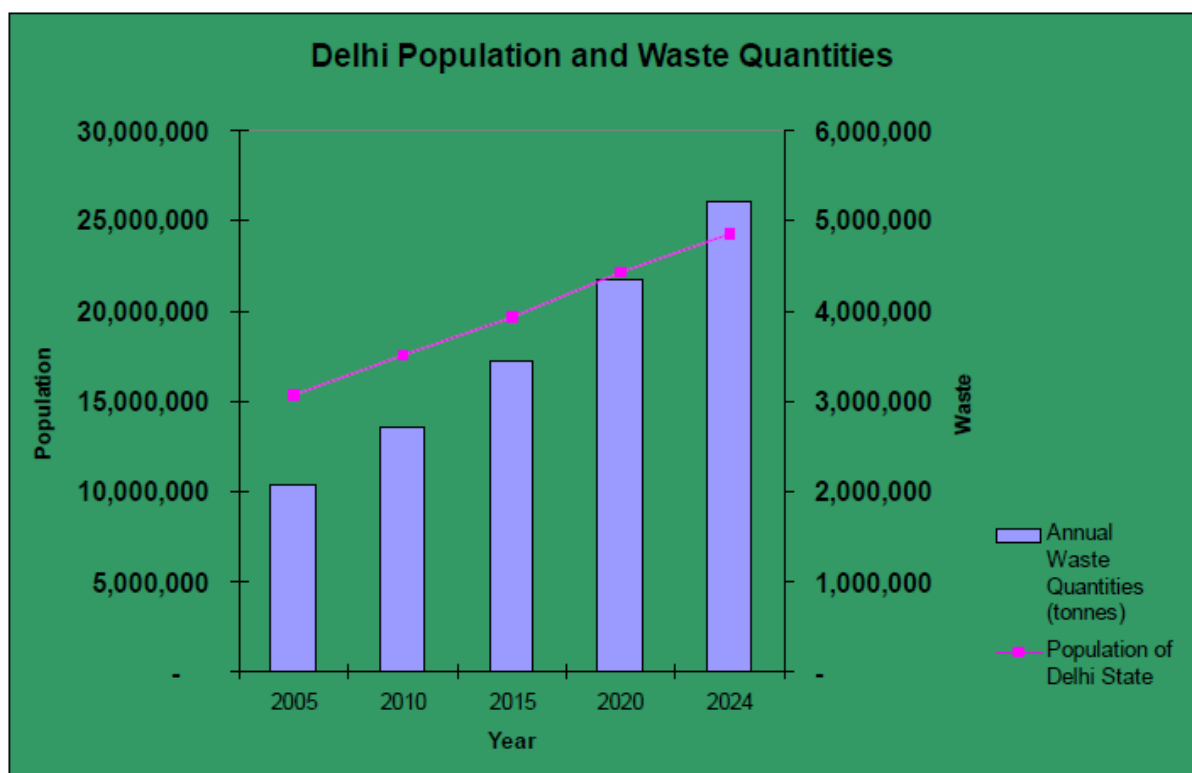 Delhi Population and Waste Quantities
30,000,000
25,000,000
20,000,000
15,000,000
10,000,000
5,000,000
-
Population
6,000,000
5,000,000
4,000,000
3,000,000
2,000,000
1,000,000
-
Waste
2005 2010 2015 2020 2024
Year
Annual
Waste
Quantities
(tonnes)
Population of
Delhi State